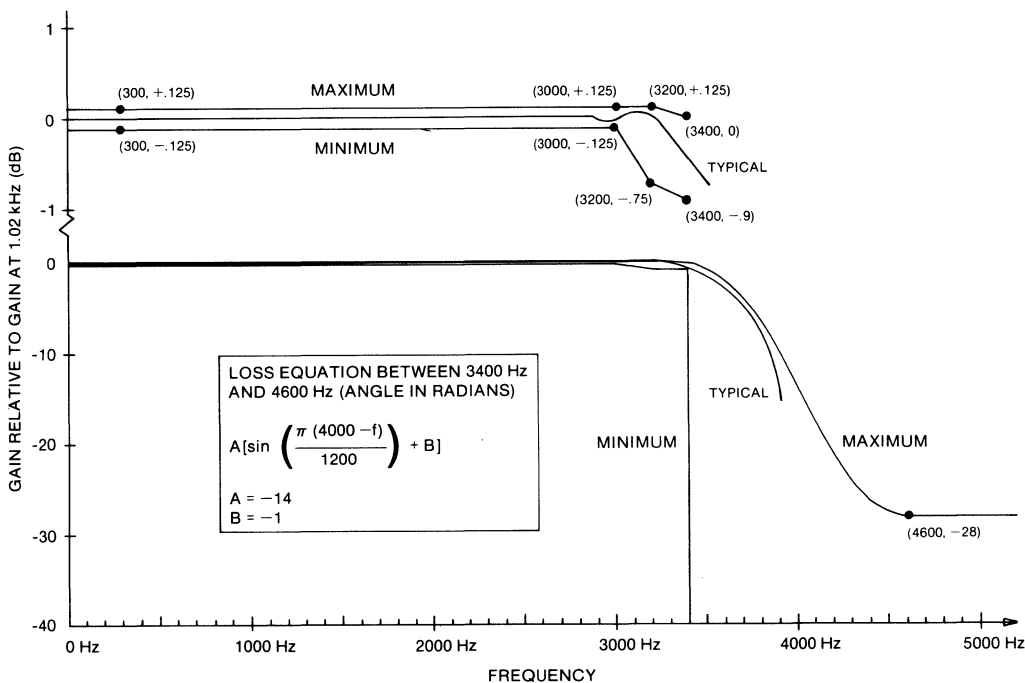 GAIN RELATIVE TO GAIN AT 1.02 kHz (dB)
1
0
-1
(300, +.125)
MAXIMUM
(3000, +.125)
(3200, +.125)
(3400, 0)
(300, −.125)
MINIMUM
(3000, −.125)
TYPICAL
(3200, −.75)
(3400, −.9)
0
-10
-20
-30
-40
LOSS EQUATION BETWEEN 3400 Hz
AND 4600 Hz (ANGLE IN RADIANS)
A[sin (π (4000 −f) / 1200) + B]
A = −14
B = −1
TYPICAL
MINIMUM
MAXIMUM
(4600, −28)
0 Hz
1000 Hz
2000 Hz
3000 Hz
4000 Hz
5000 Hz
FREQUENCY